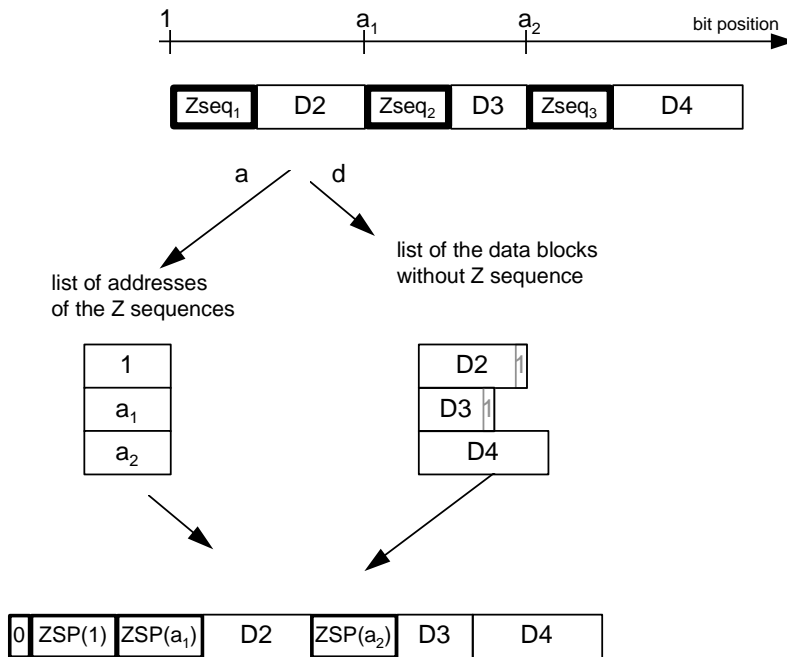 1 a₁ a₂ bit position
Zseq₁ D2 Zseq₂ D3 Zseq₃ D4
a d
list of the data blocks
without Z sequence
list of addresses
of the Z sequences
1
a₁
a₂
D2 1
D3 1
D4
0 ZSP(1) ZSP(a₁) D2 ZSP(a₂) D3 D4